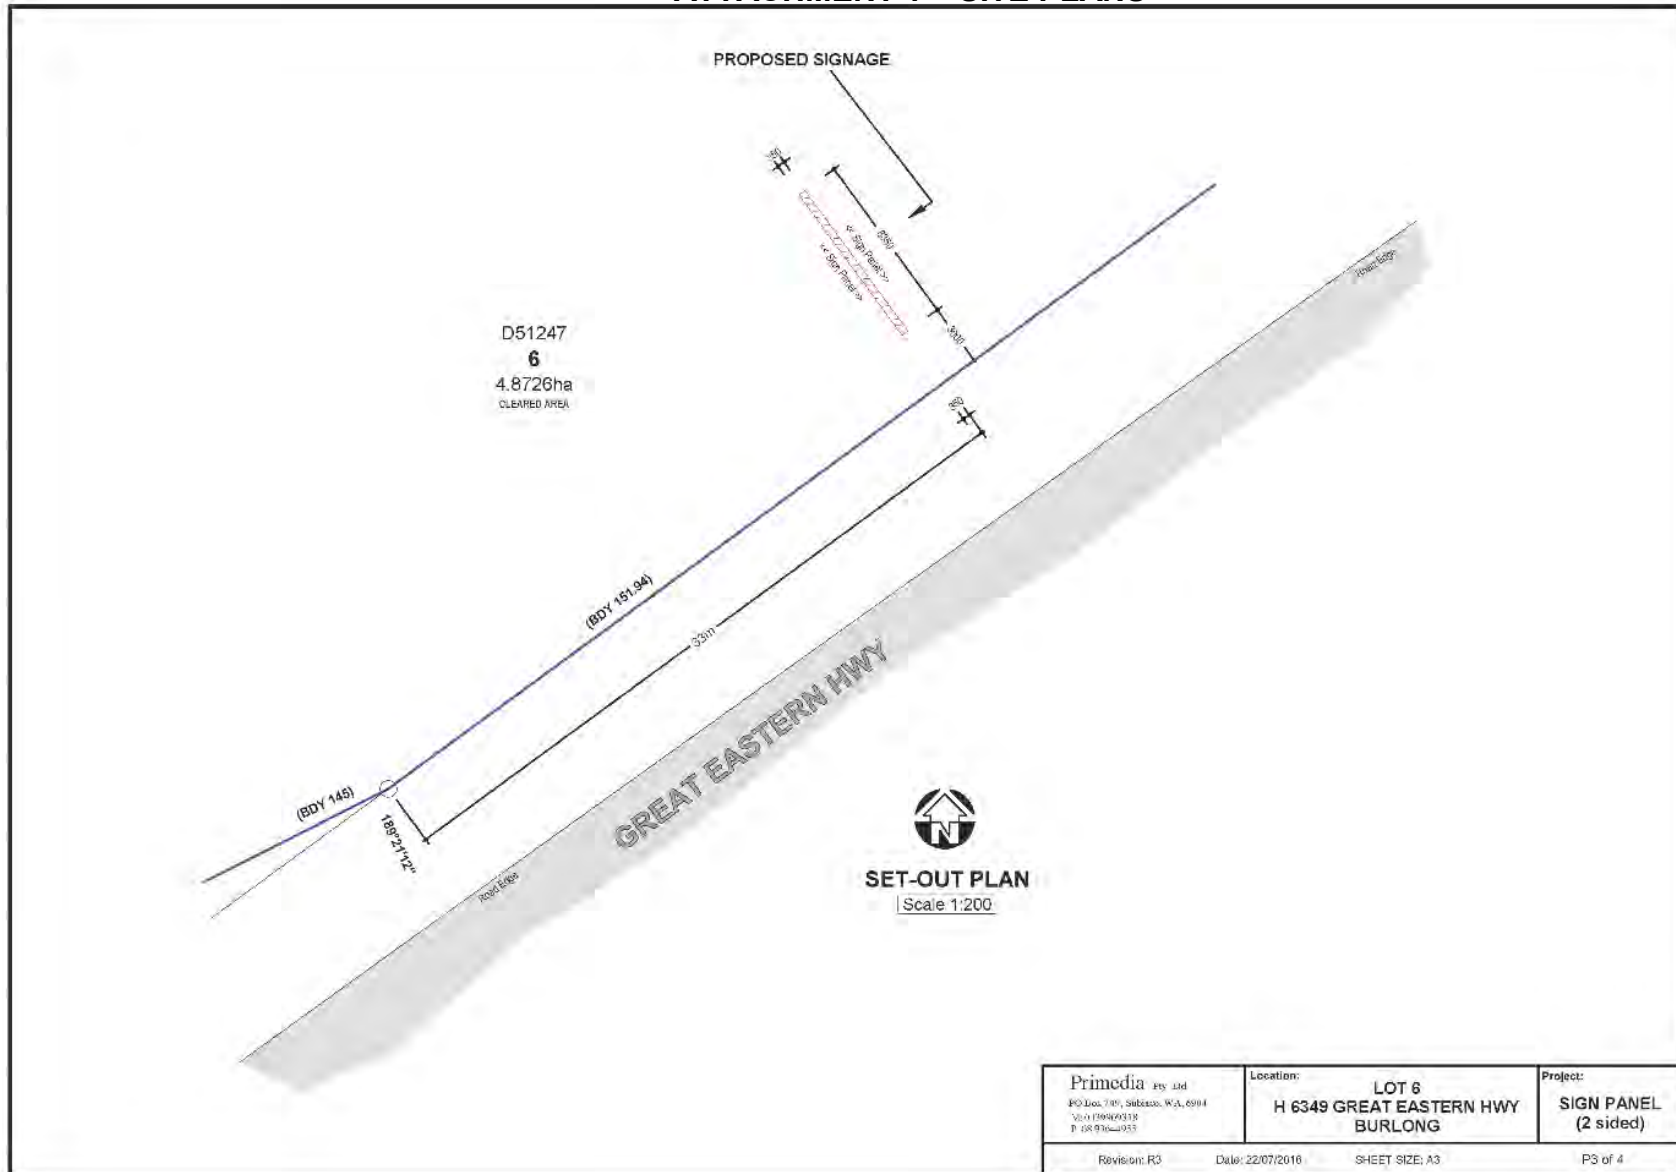 PROPOSED SIGNAGE
<< Sign Panel >>
<< Sign Panel >>
3000
D51247
6
4.8726ha
CLEARED AREA
Road Edge
(BDY 151.94)
33m
GREAT EASTERN HWY
(BDY 145)
189°21'12"
Road Edge
N
SET-OUT PLAN
Scale 1:200
Primedia Pty Ltd
Location:
LOT 6
H 6349 GREAT EASTERN HWY
BURLONG
Project:
SIGN PANEL
(2 sided)
Revision: R3
Date: 22/07/2016
SHEET SIZE: A3
P3 of 4